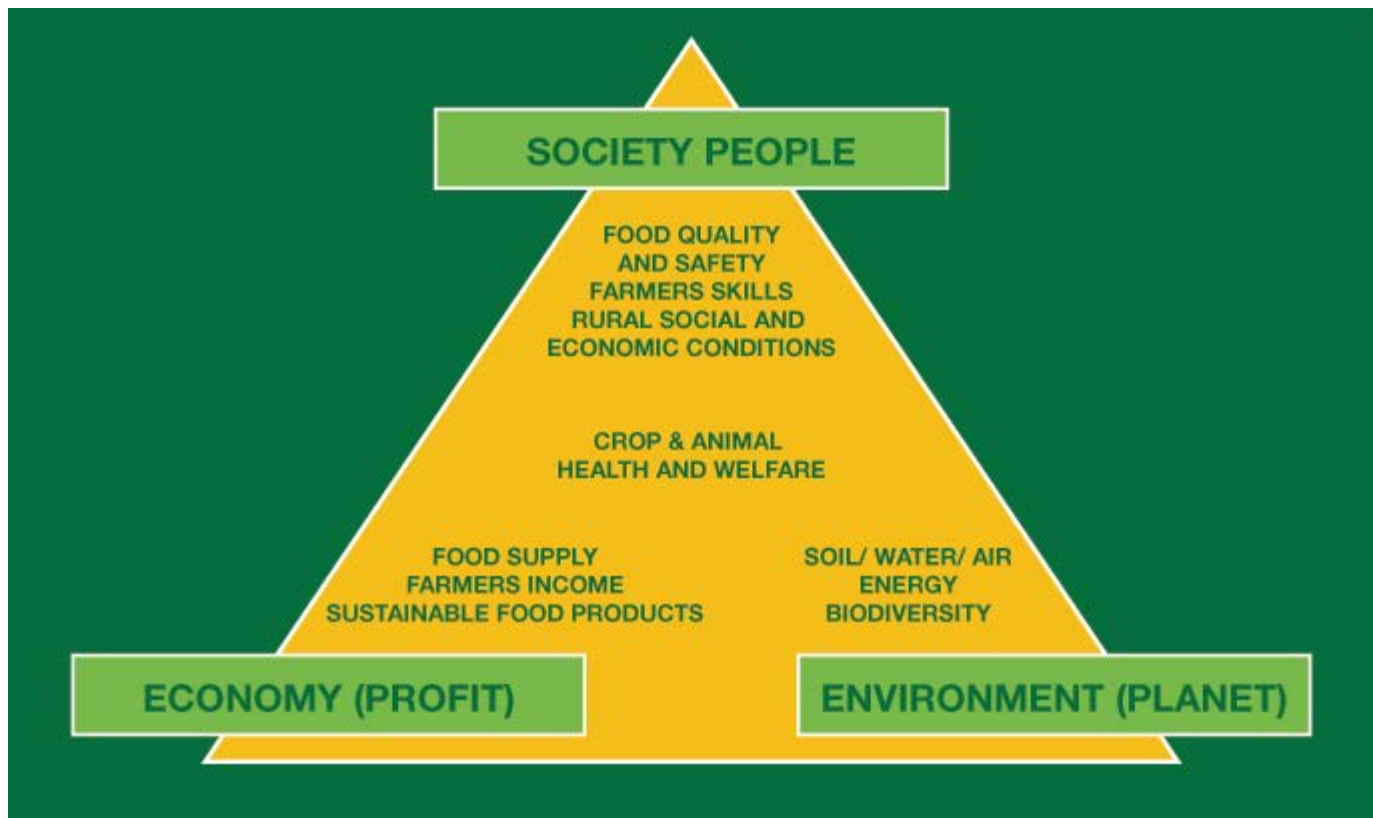 SOCIETY PEOPLE
FOOD QUALITY
AND SAFETY
FARMERS SKILLS
RURAL SOCIAL AND
ECONOMIC CONDITIONS
CROP & ANIMAL
HEALTH AND WELFARE
FOOD SUPPLY
FARMERS INCOME
SUSTAINABLE FOOD PRODUCTS
SOIL/ WATER/ AIR
ENERGY
BIODIVERSITY
ECONOMY (PROFIT)
ENVIRONMENT (PLANET)